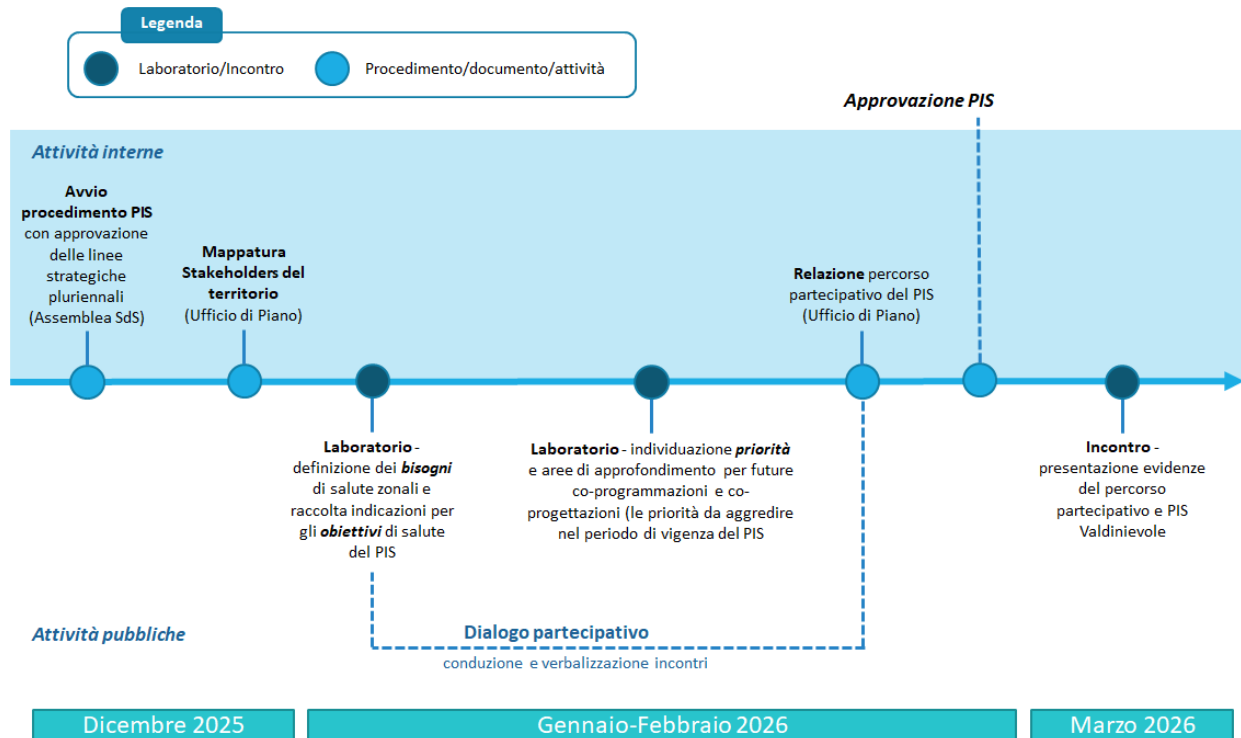 Legenda
Laboratorio/Incontro
Procedimento/documento/attività
Approvazione PIS
Attività interne
Avvio
procedimento PIS
con approvazione
delle linee
strategiche
pluriennali
(Assemblea SdS)
Mappatura
Stakeholders del
territorio
(Ufficio di Piano)
Relazione percorso
partecipativo del PIS
(Ufficio di Piano)
Laboratorio -
definizione dei bisogni
di salute zonali e
raccolta indicazioni per
gli obiettivi di salute
del PIS
Laboratorio - individuazione priorità
e aree di approfondimento per future
co-programmazioni e co-
progettazioni (le priorità da aggredire
nel periodo di vigenza del PIS
Incontro -
presentazione evidenze
del percorso
partecipativo e PIS
Valdinievole
Attività pubbliche
Dialogo partecipativo
conduzione e verbalizzazione incontri
Dicembre 2025
Gennaio-Febbraio 2026
Marzo 2026